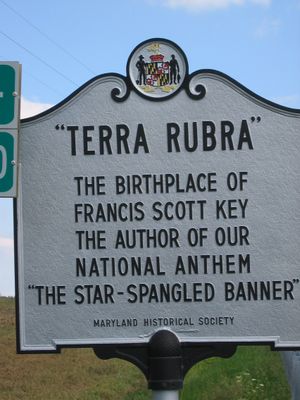 "TERRA RUBRA"
THE BIRTHPLACE OF
FRANCIS SCOTT KEY
THE AUTHOR OF OUR
NATIONAL ANTHEM
"THE STAR-SPANGLED BANNER"
MARYLAND HISTORICAL SOCIETY